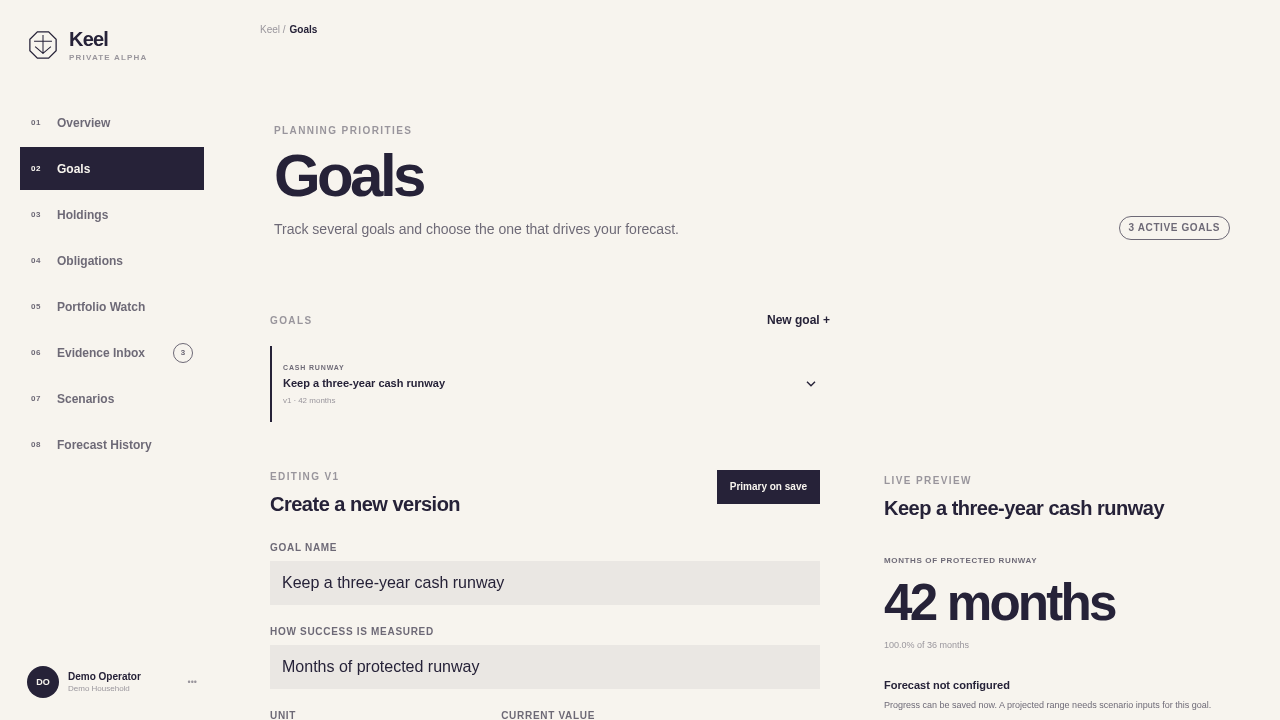 Keel
PRIVATE ALPHA
Keel / Goals
01 Overview
02 Goals
03 Holdings
04 Obligations
05 Portfolio Watch
06 Evidence Inbox 3
07 Scenarios
08 Forecast History
DO Demo Operator
Demo Household
•••
PLANNING PRIORITIES
Goals
Track several goals and choose the one that drives your forecast.
3 ACTIVE GOALS
GOALS
New goal +
CASH RUNWAY
Keep a three-year cash runway
v1 · 42 months
EDITING V1
Create a new version
Primary on save
GOAL NAME
Keep a three-year cash runway
HOW SUCCESS IS MEASURED
Months of protected runway
UNIT CURRENT VALUE
LIVE PREVIEW
Keep a three-year cash runway
MONTHS OF PROTECTED RUNWAY
42 months
100.0% of 36 months
Forecast not configured
Progress can be saved now. A projected range needs scenario inputs for this goal.